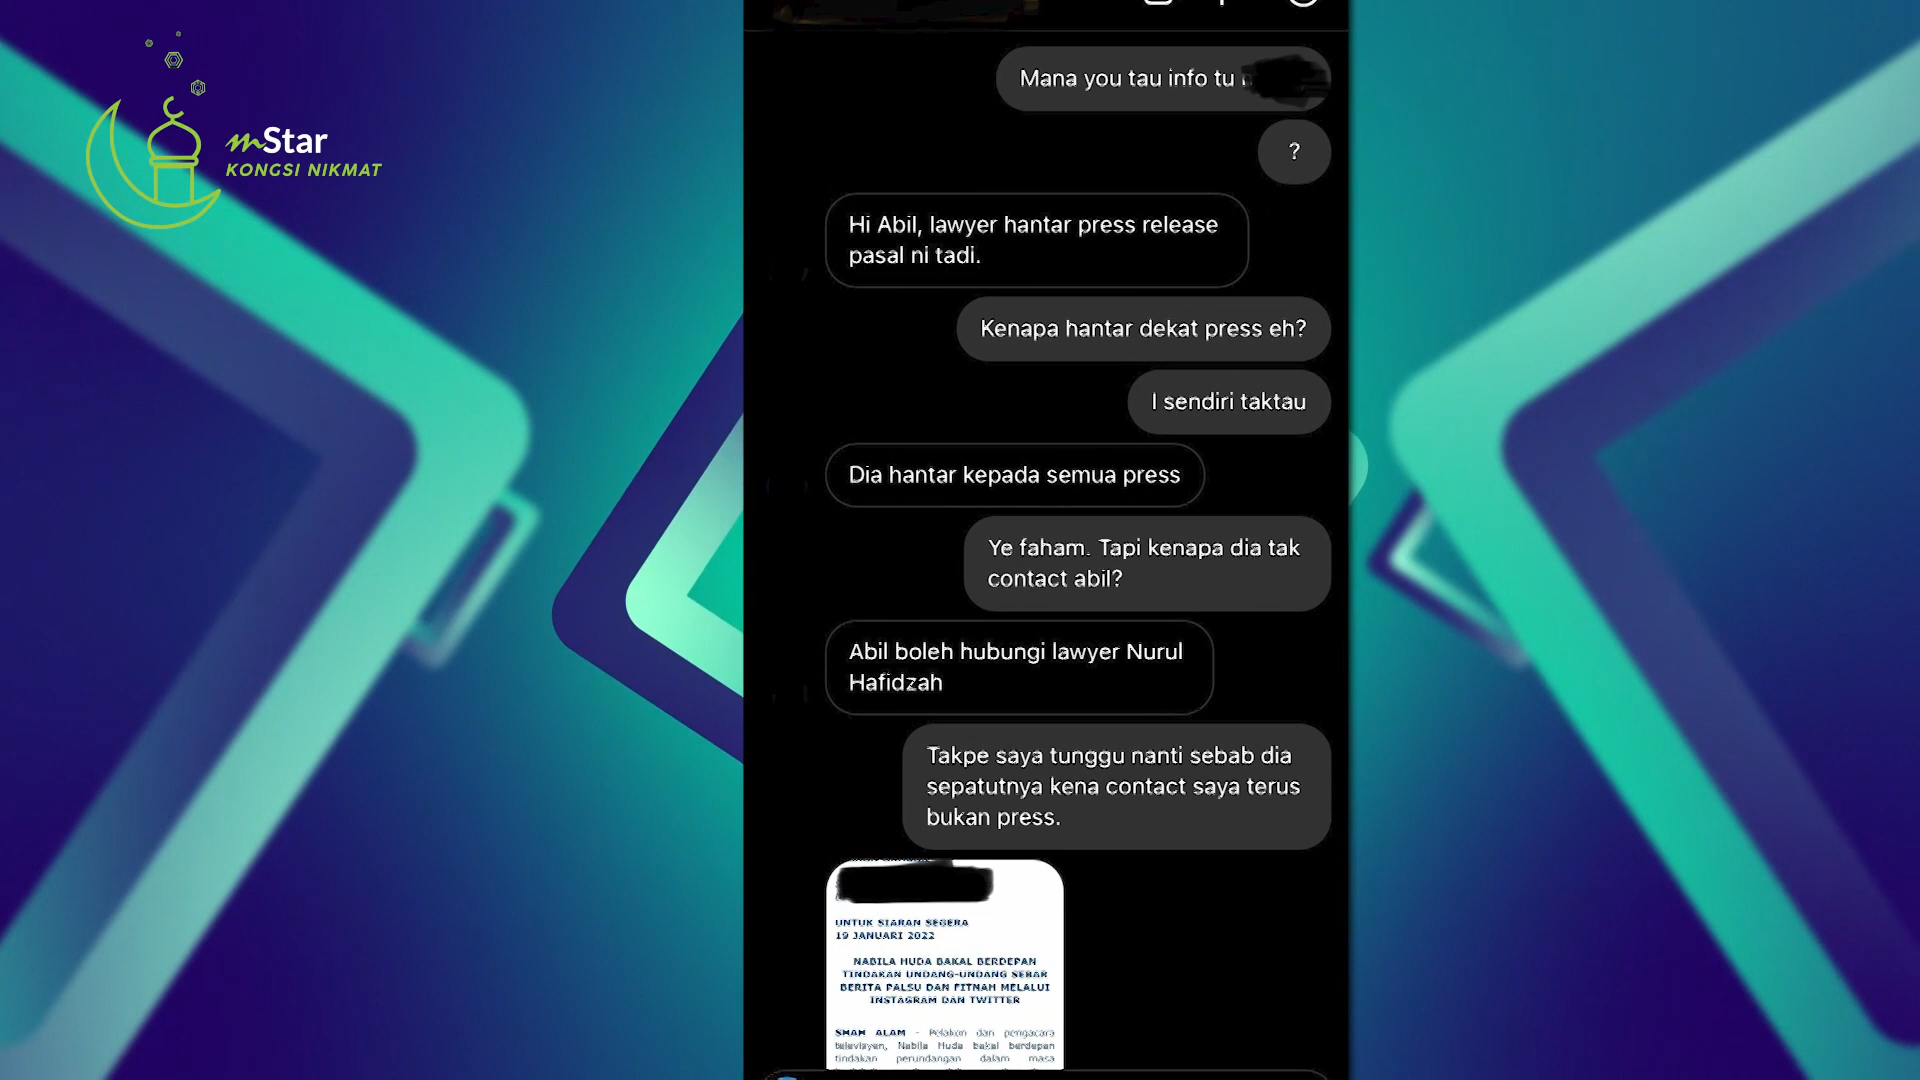 mStar
KONGSI NIKMAT
Mana you tau info tu
?
Hi Abil, lawyer hantar press release
pasal ni tadi.
Kenapa hantar dekat press eh?
I sendiri taktau
Dia hantar kepada semua press
Ye faham. Tapi kenapa dia tak
contact abil?
Abil boleh hubungi lawyer Nurul
Hafidzah
Takpe saya tunggu nanti sebab dia
sepatutnya kena contact saya terus
bukan press.
UNTUK SIARAN SEGERA
19 JANUARI 2022
NABILA HUDA BAKAL BERDEPAN
TINDAKAN UNDANG-UNDANG SEBAR
BERITA PALSU DAN FITNAH MELALUI
INSTAGRAM DAN TWITTER
SHAH ALAM - Pelakon dan pengacara
televisyen, Nabila Huda bakal berdepan
tindakan perundangan dalam masa